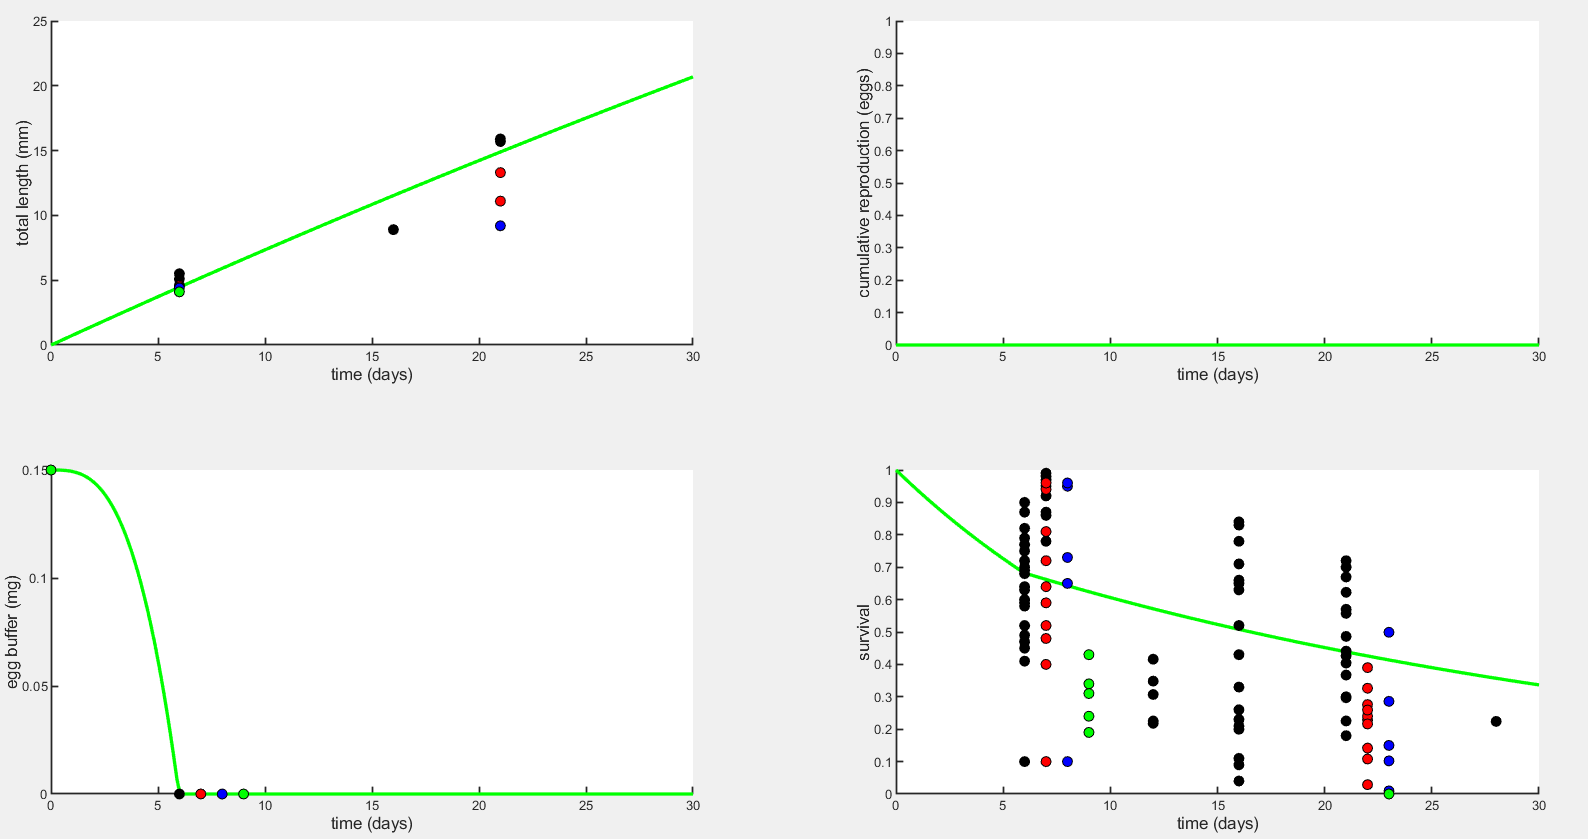 25
20
15
10
5
0
total length (mm)
0 5 10 15 20 25 30
time (days)
1
0.9
0.8
0.7
0.6
0.5
0.4
0.3
0.2
0.1
0
cumulative reproduction (eggs)
0 5 10 15 20 25 30
time (days)
0.15
0.1
0.05
0
egg buffer (mg)
0 5 10 15 20 25 30
time (days)
1
0.9
0.8
0.7
0.6
0.5
0.4
0.3
0.2
0.1
0
survival
0 5 10 15 20 25 30
time (days)